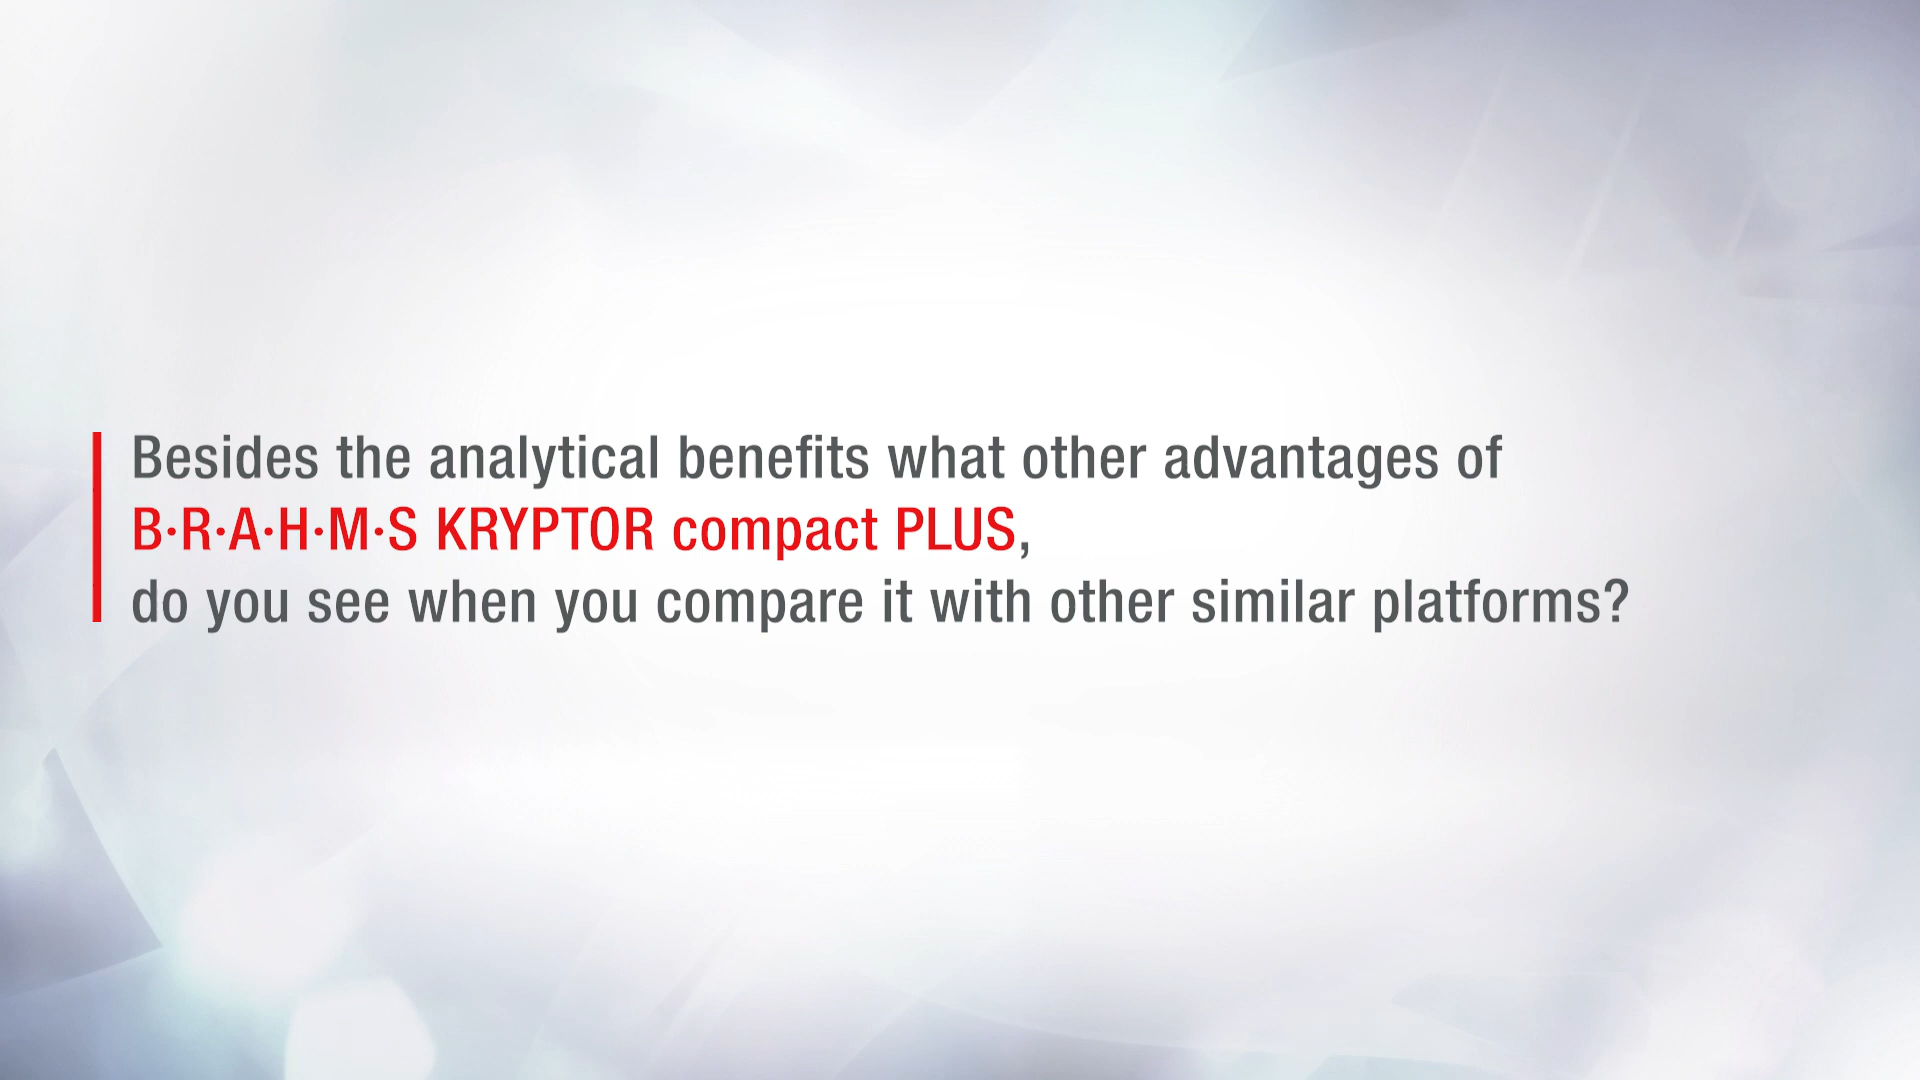 Besides the analytical benefits what other advantages of
B·R·A·H·M·S KRYPTOR compact PLUS,
do you see when you compare it with other similar platforms?